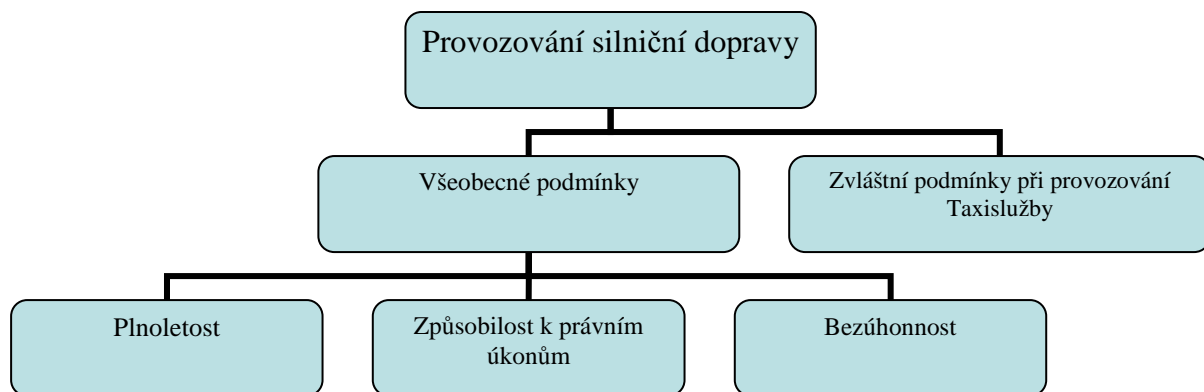 Provozování silniční dopravy
Všeobecné podmínky
Zvláštní podmínky při provozování
Taxislužby
Plnoletost
Způsobilost k právním
úkonům
Bezúhonnost